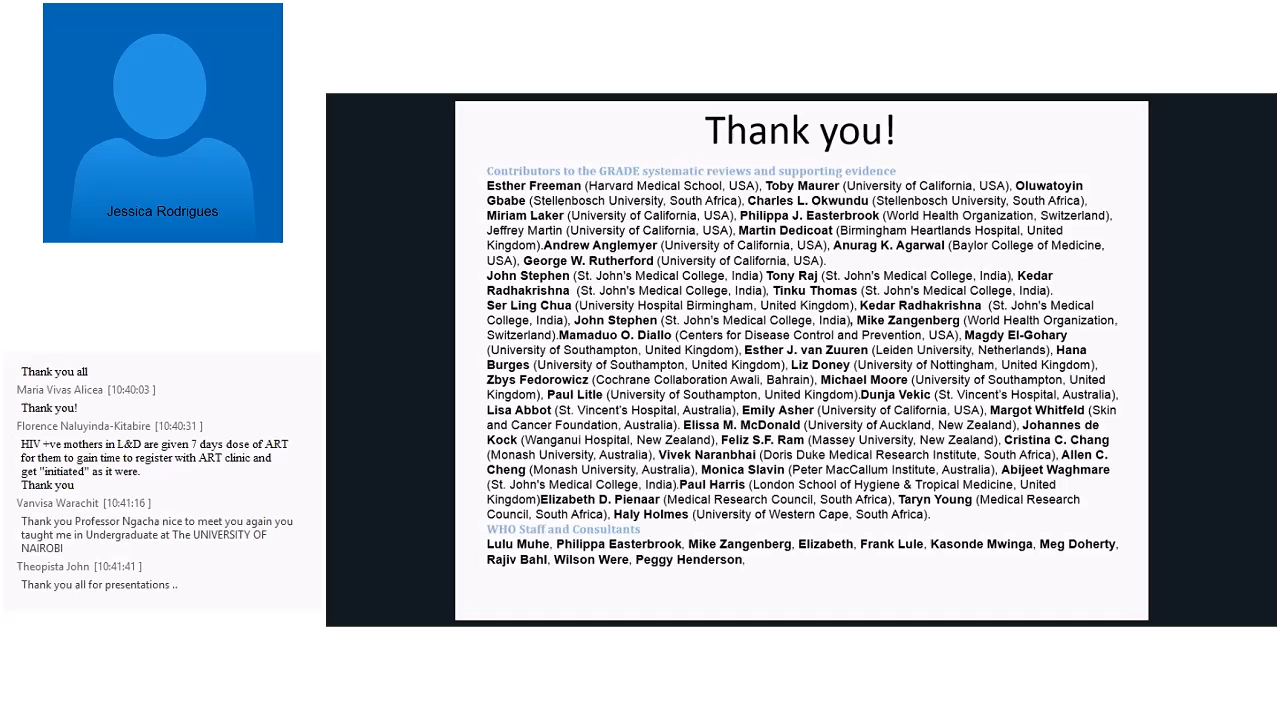 Jessica Rodrigues
Thank you all
Maria Vivas Alicea [10:40:03 ]
Thank you!
Florence Naluyinda-Kitabire [10:40:31 ]
HIV +ve mothers in L&D are given 7 days dose of ART
for them to gain time to register with ART clinic and
get "initiated" as it were.
Thank you
Vanvisa Warachit [10:41:16 ]
Thank you Professor Ngacha nice to meet you again you
taught me in Undergraduate at The UNIVERSITY OF
NAIROBI
Theopista John [10:41:41 ]
Thank you all for presentations ..
Thank you!
Contributors to the GRADE systematic reviews and supporting evidence
Esther Freeman (Harvard Medical School, USA), Toby Maurer (University of California, USA), Oluwatoyin
Gbabe (Stellenbosch University, South Africa), Charles L. Okwundu (Stellenbosch University, South Africa),
Miriam Laker (University of California, USA), Philippa J. Easterbrook (World Health Organization, Switzerland),
Jeffrey Martin (University of California, USA), Martin Dedicoat (Birmingham Heartlands Hospital, United
Kingdom).Andrew Anglemyer (University of California, USA), Anurag K. Agarwal (Baylor College of Medicine,
USA), George W. Rutherford (University of California, USA).
John Stephen (St. John's Medical College, India) Tony Raj (St. John's Medical College, India), Kedar
Radhakrishna (St. John's Medical College, India), Tinku Thomas (St. John's Medical College, India).
Ser Ling Chua (University Hospital Birmingham, United Kingdom), Kedar Radhakrishna (St. John's Medical
College, India), John Stephen (St. John's Medical College, India), Mike Zangenberg (World Health Organization,
Switzerland).Mamaduo O. Diallo (Centers for Disease Control and Prevention, USA), Magdy El-Gohary
(University of Southampton, United Kingdom), Esther J. van Zuuren (Leiden University, Netherlands), Hana
Burges (University of Southampton, United Kingdom), Liz Doney (University of Nottingham, United Kingdom),
Zbys Fedorowicz (Cochrane Collaboration Awali, Bahrain), Michael Moore (University of Southampton, United
Kingdom), Paul Litle (University of Southampton, United Kingdom).Dunja Vekic (St. Vincent's Hospital, Australia),
Lisa Abbot (St. Vincent's Hospital, Australia), Emily Asher (University of California, USA), Margot Whitfeld (Skin
and Cancer Foundation, Australia). Elissa M. McDonald (University of Auckland, New Zealand), Johannes de
Kock (Wanganui Hospital, New Zealand), Feliz S.F. Ram (Massey University, New Zealand), Cristina C. Chang
(Monash University, Australia), Vivek Naranbhai (Doris Duke Medical Research Institute, South Africa), Allen C.
Cheng (Monash University, Australia), Monica Slavin (Peter MacCallum Institute, Australia), Abijeet Waghmare
(St. John's Medical College, India).Paul Harris (London School of Hygiene & Tropical Medicine, United
Kingdom)Elizabeth D. Pienaar (Medical Research Council, South Africa), Taryn Young (Medical Research
Council, South Africa), Haly Holmes (University of Western Cape, South Africa).
WHO Staff and Consultants
Lulu Muhe, Philippa Easterbrook, Mike Zangenberg, Elizabeth, Frank Lule, Kasonde Mwinga, Meg Doherty,
Rajiv Bahl, Wilson Were, Peggy Henderson,